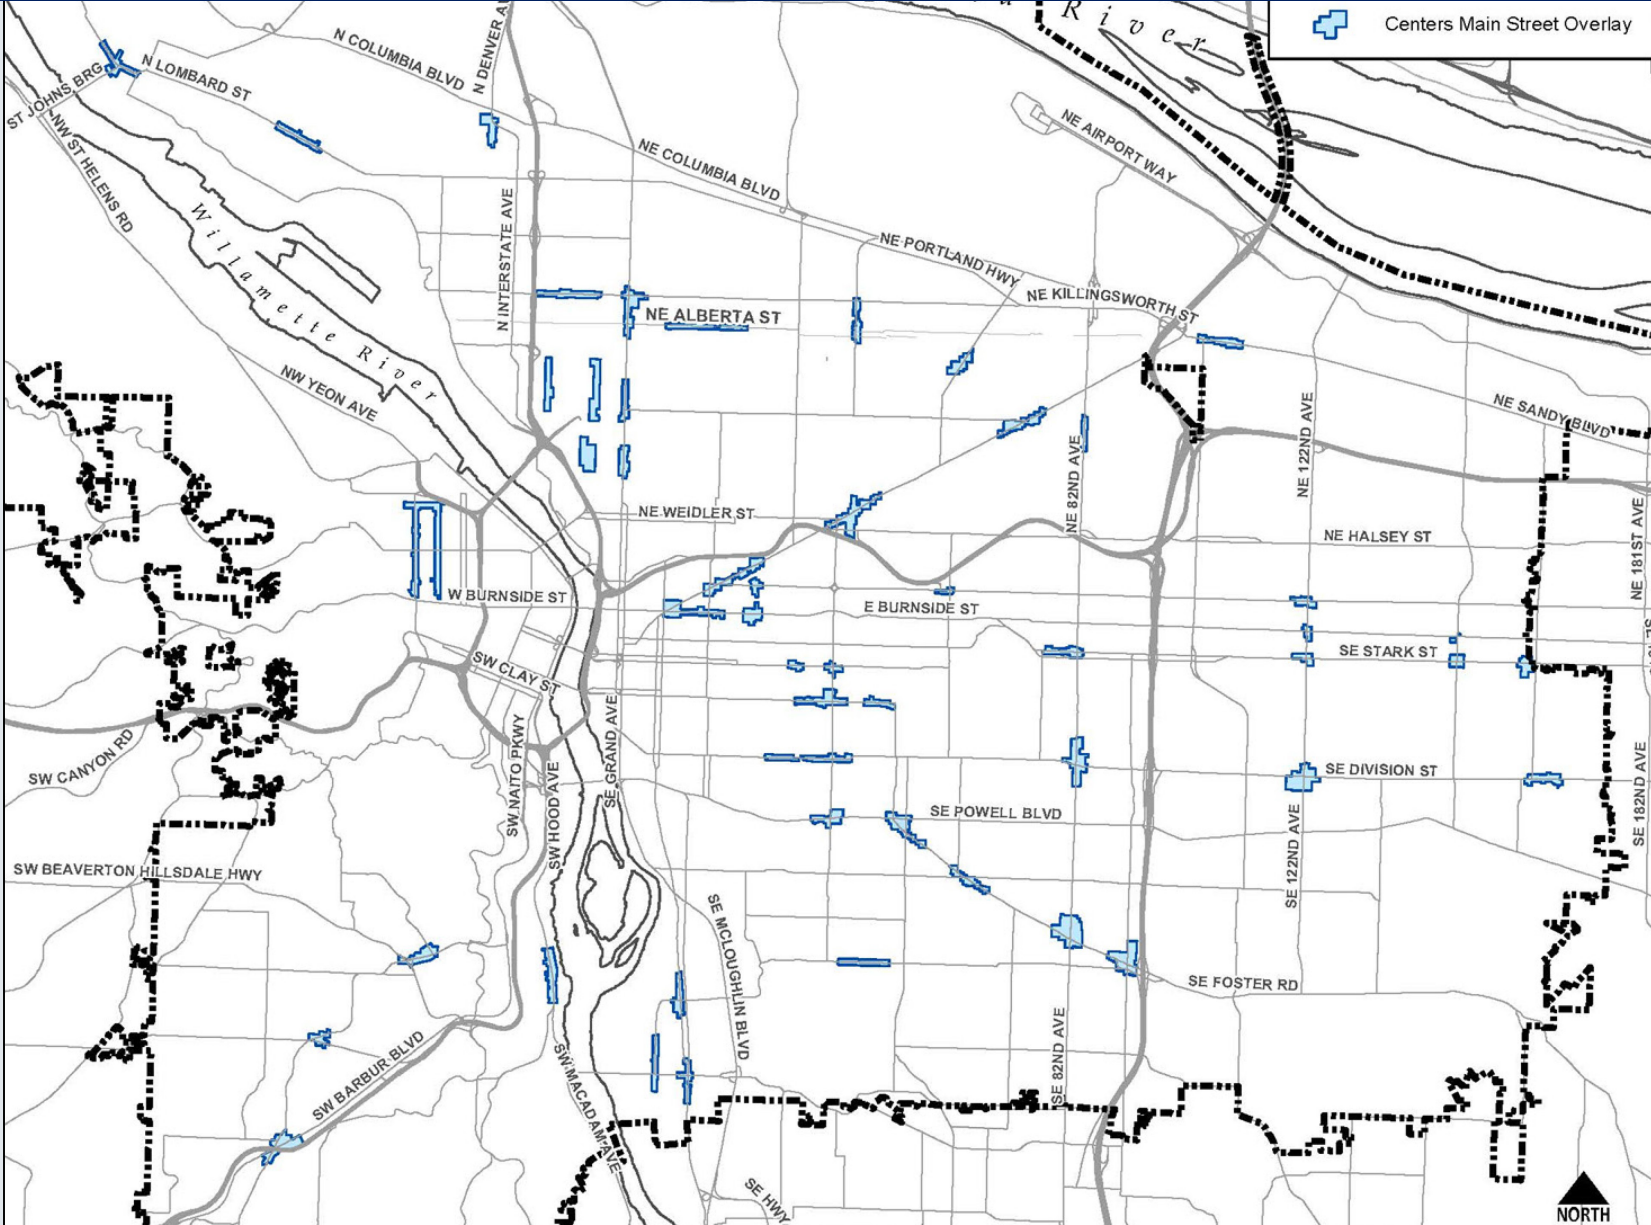 River
Centers Main Street Overlay
N COLUMBIA BLVD
N DENVER A
N LOMBARD ST
ST JOHNS BRG
NW ST HELENS RD
NE COLUMBIA BLVD
NE AIRPORT WAY
Willamette River
N INTERSTATE AVE
NE PORTLAND HWY
NE KILLINGSWORTH ST
NE ALBERTA ST
NW YEON AVE
NE SANDY BLVD
NE 82ND AVE
NE 122ND AVE
NE WEIDLER ST
NE HALSEY ST
NE 181ST AVE
W BURNSIDE ST
E BURNSIDE ST
SE STARK ST
SW CLAY ST
SW CANYON RD
SW NAITO PKWY
SE GRAND AVE
SW HOOD AVE
SE DIVISION ST
SE POWELL BLVD
SE 122ND AVE
SE 182ND AVE
SW BEAVERTON HILLSDALE HWY
SE MCLOUGHLIN BLVD
SE FOSTER RD
SE 82ND AVE
SW BARBUR BLVD
SW MACADAM AVE
SE HWY
NORTH